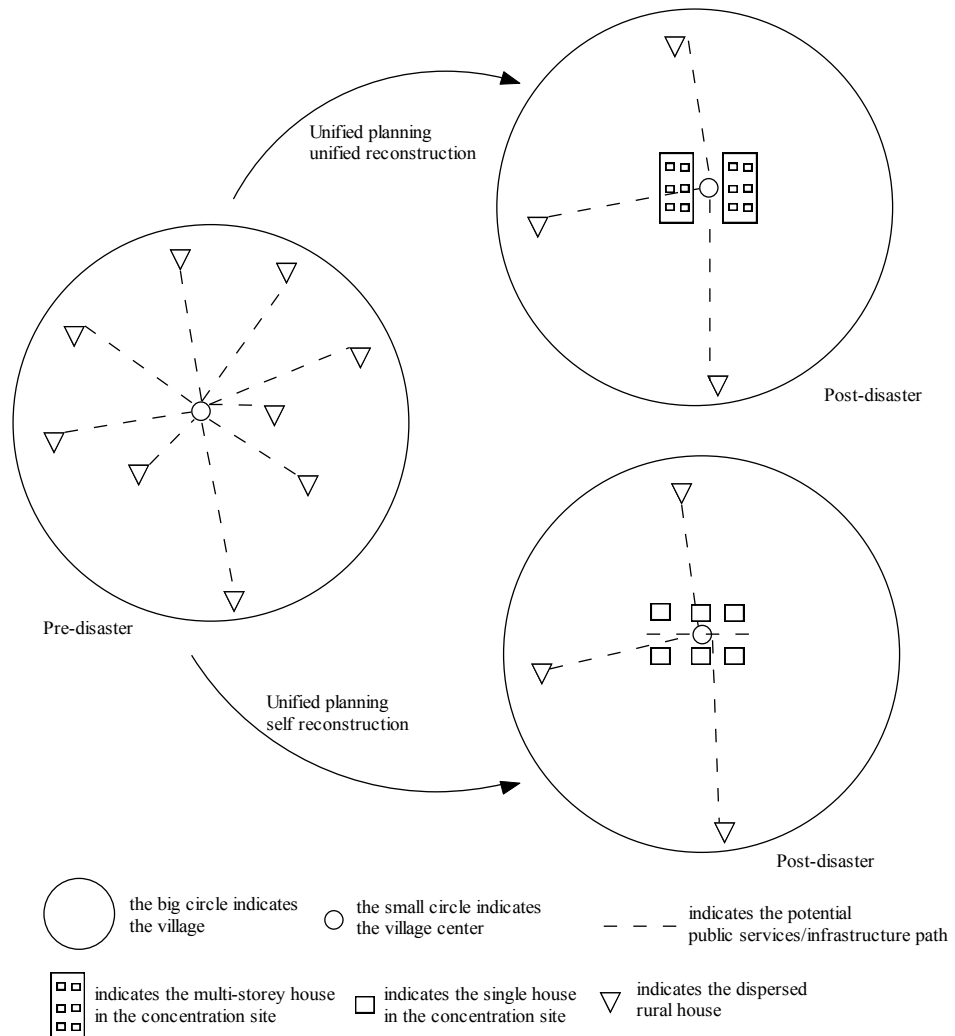 Unified planning
unified reconstruction
Post-disaster
Pre-disaster
Unified planning
self reconstruction
Post-disaster
the big circle indicates
the village
the small circle indicates
the village center
indicates the potential
public services/infrastructure path
indicates the multi-storey house
in the concentration site
indicates the single house
in the concentration site
indicates the dispersed
rural house